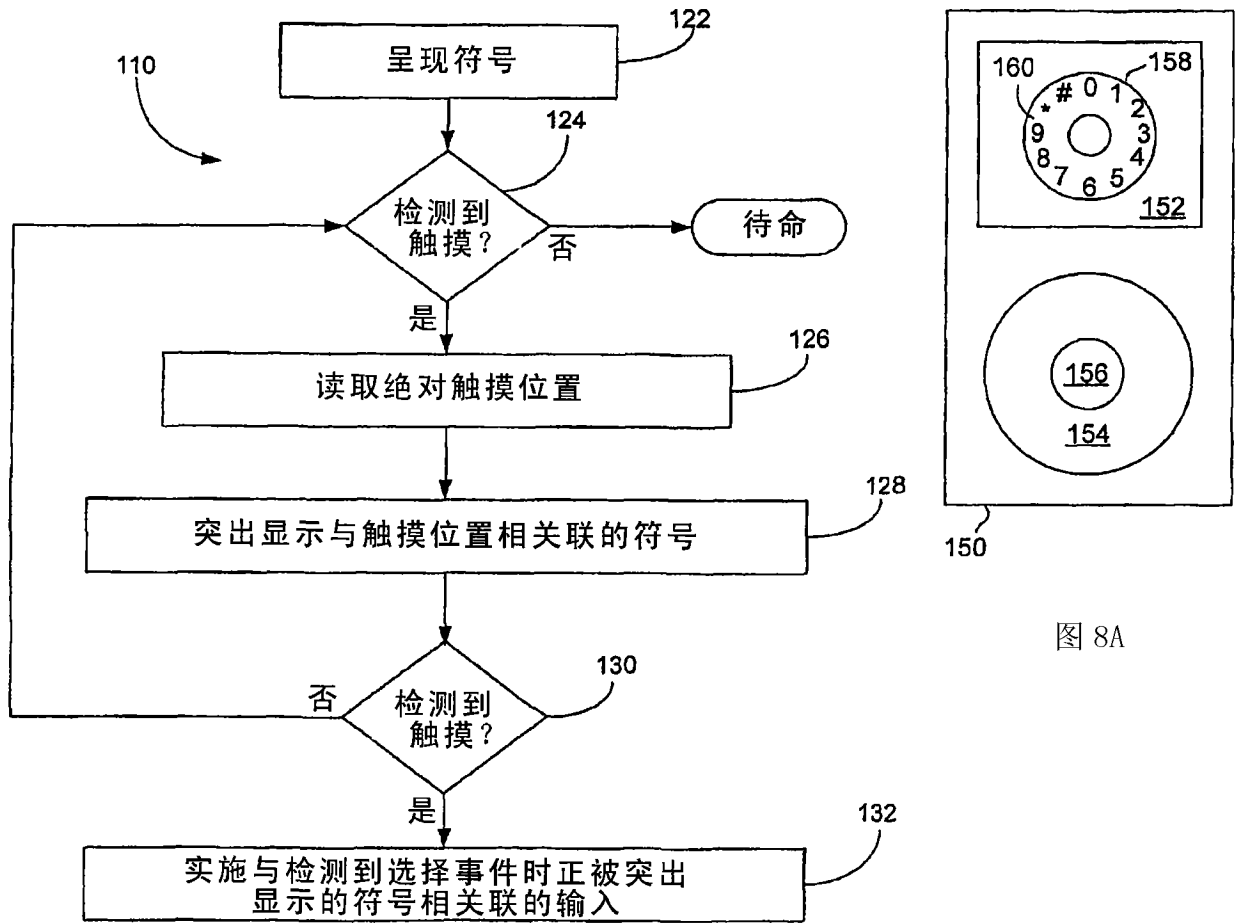 110
呈现符号
122
检测到
触摸？
124
否
待命
是
读取绝对触摸位置
126
突出显示与触摸位置相关联的符号
128
检测到
触摸？
130
否
是
实施与检测到选择事件时正被突出
显示的符号相关联的输入
132
160
158
# 0 1 2 3 4 5 6 7 8 9 *
152
156
154
150
图 8A